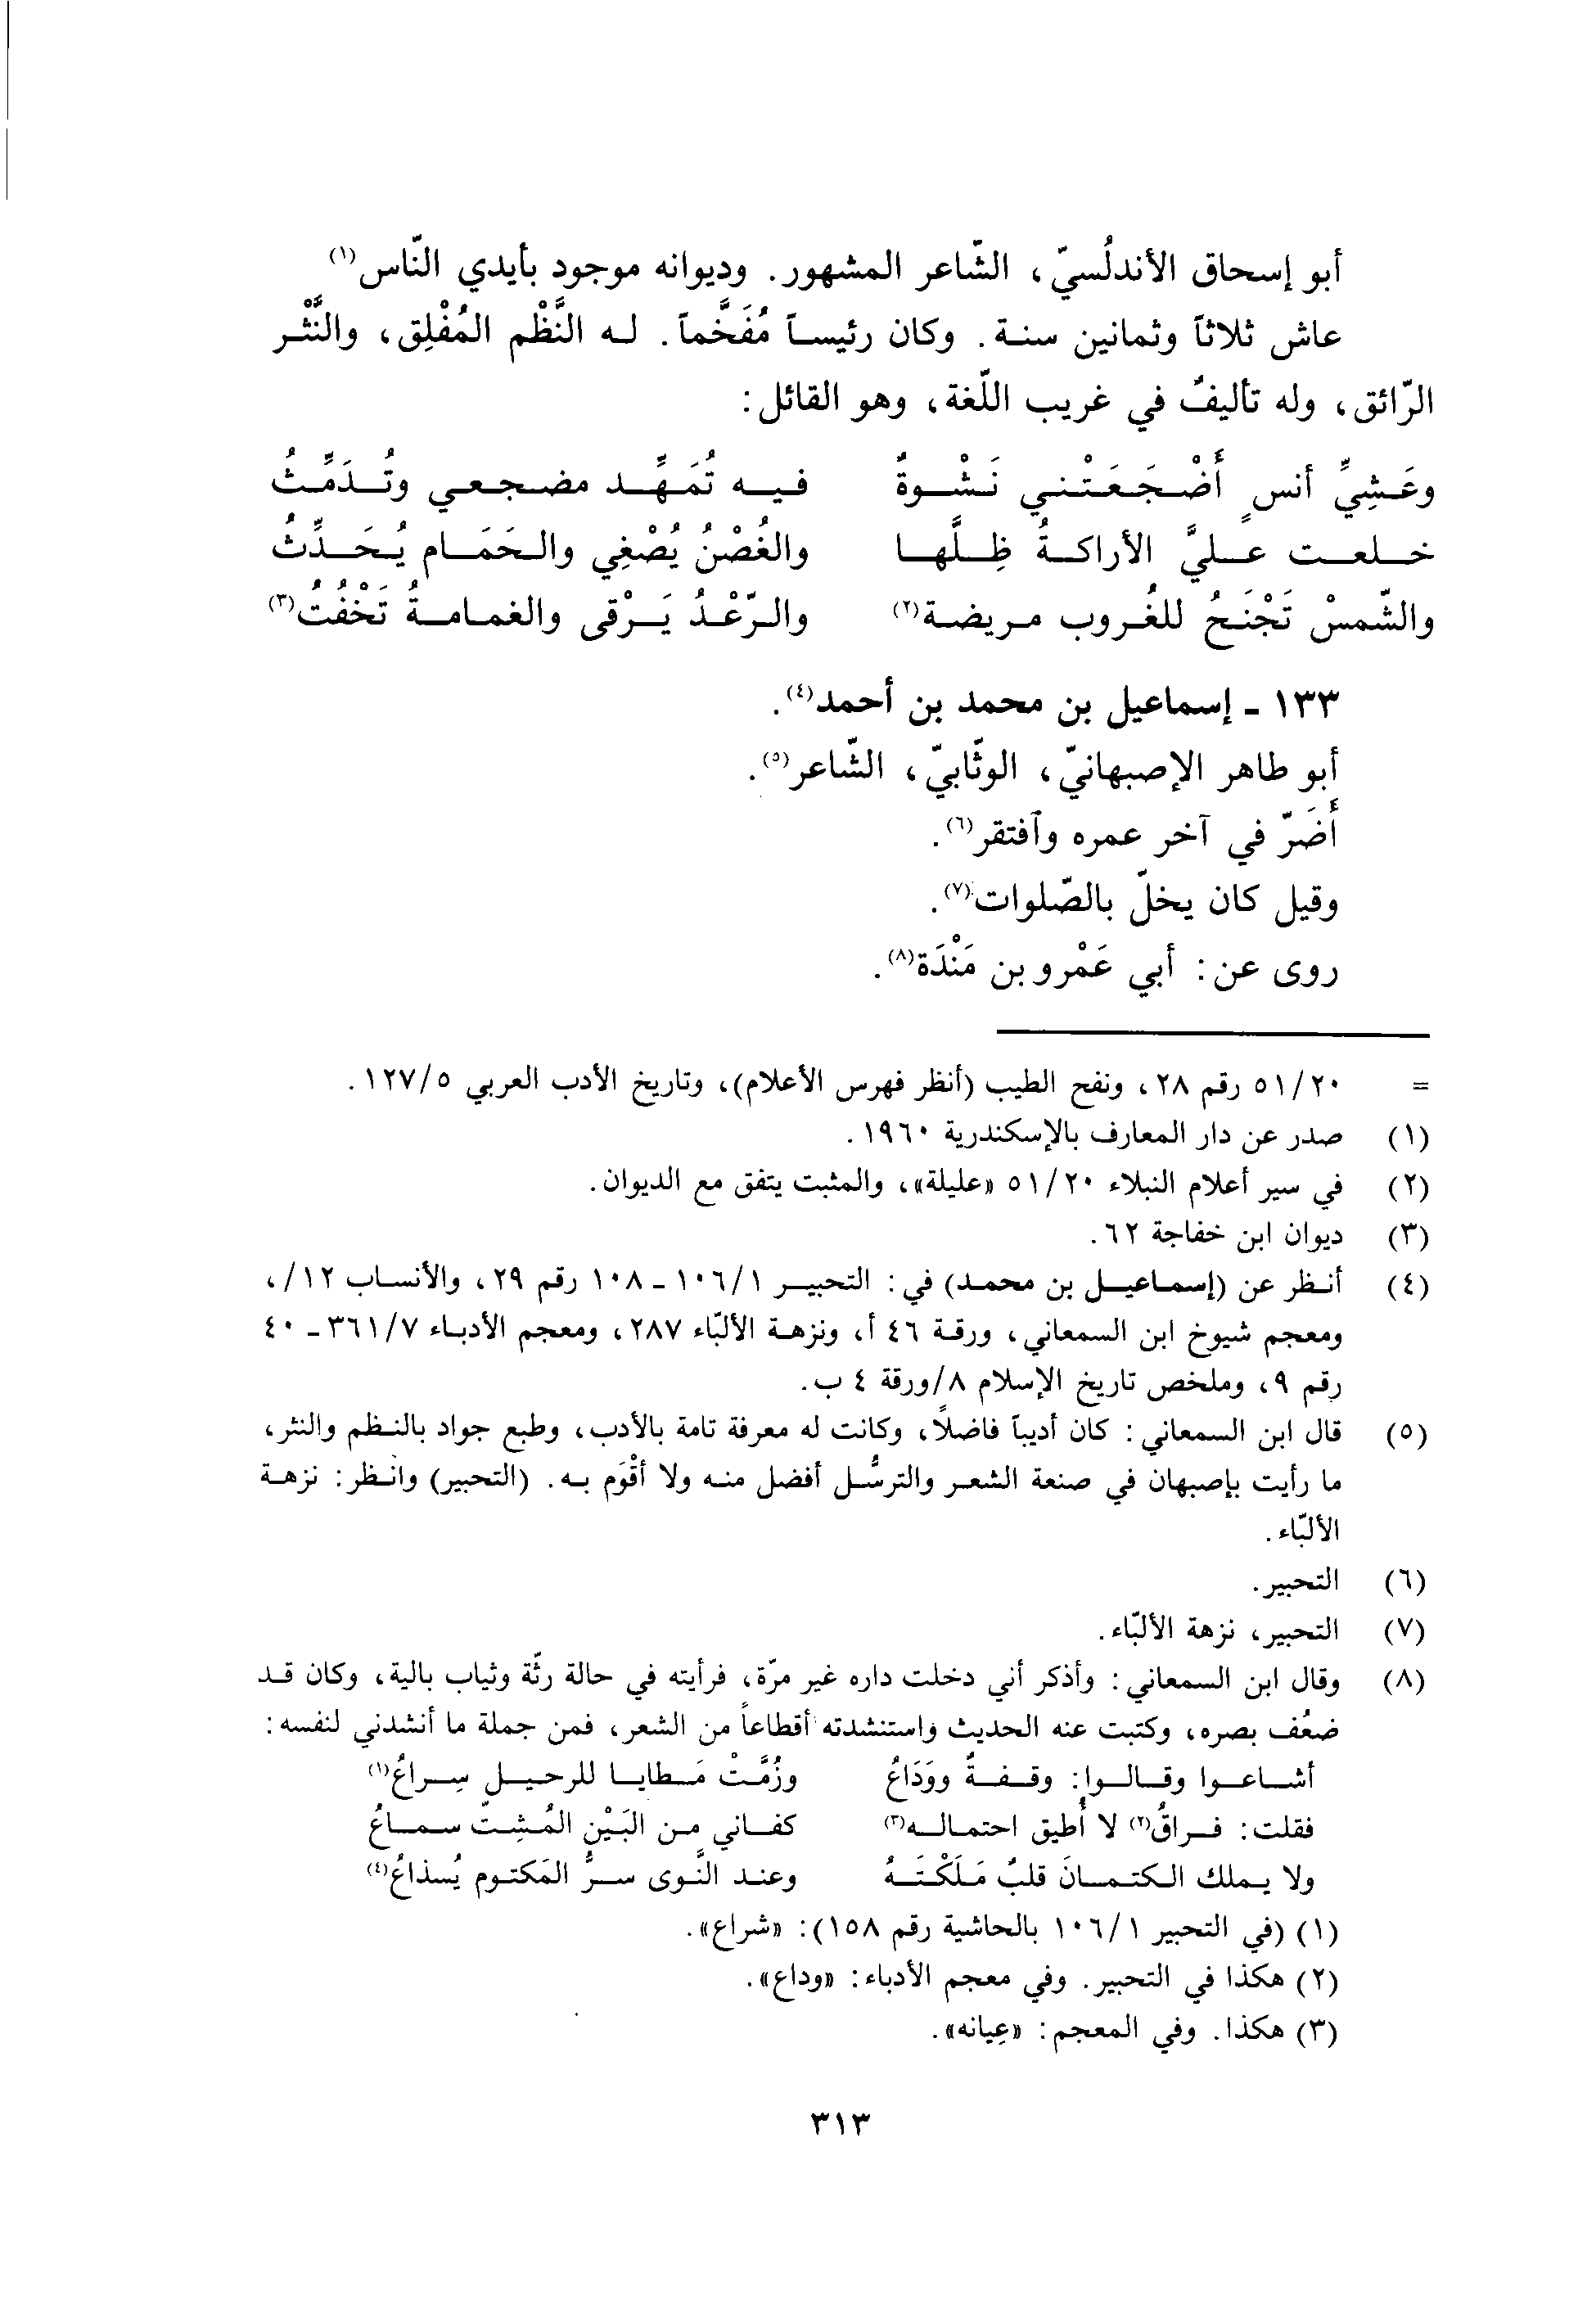 أبو إسحاق الأندلُسيّ، الشّاعر المشهور. وديوانه موجود بأيدي النّاس(١)
عاش ثلاثاً وثمانين سنة. وكان رئيساً مُفَخَّماً. له النَّظْم المُفْلِق، والنَّثْر
الرّائق، وله تأليفٌ في غريب اللّغة، وهو القائل:
وعَشِيِّ أنسٍ أَضْجَعَتْني نَشْوةٌ فيه تُمَهِّد مضجعي وتُدَمِّثُ
خلعت عليَّ الأراكةُ ظِلَّها والغُصْنُ يُصْغِي والحَمَام يُحَدِّثُ
والشّمسْ تَجْنَحُ للغُروب مريضة(٢) والرّعْدُ يَرْقى والغمامةُ تَخْفُتُ(٣)
١٣٣ - إسماعيل بن محمد بن أحمد(٤).
أبو طاهر الإصبهانيّ، الوثّابيّ، الشّاعر(٥).
أَضَرّ في آخر عمره وأفتقر(٦).
وقيل كان يخلّ بالصّلوات(٧).
روى عن: أبي عَمْرو بن مَنْدَة(٨).
= ٥١/٢٠ رقم ٢٨، ونفح الطيب (أنظر فهرس الأعلام)، وتاريخ الأدب العربي ١٢٧/٥.
(١) صدر عن دار المعارف بالإسكندرية ١٩٦٠.
(٢) في سير أعلام النبلاء ٥١/٢٠ «عليلة»، والمثبت يتفق مع الديوان.
(٣) ديوان ابن خفاجة ٦٢.
(٤) أنظر عن (إسماعيل بن محمد) في: التحبير ١٠٦/١ - ١٠٨ رقم ٢٩، والأنساب ١٢/،
ومعجم شيوخ ابن السمعاني، ورقة ٤٦ أ، ونزهة الألبّاء ٢٨٧، ومعجم الأدباء ٣٦١/٧ - ٤٠
رقم ٩، وملخص تاريخ الإسلام ٨/ورقة ٤ ب.
(٥) قال ابن السمعاني: كان أديباً فاضلاً، وكانت له معرفة تامة بالأدب، وطبع جواد بالنظم والنثر،
ما رأيت بإصبهان في صنعة الشعر والترسُّل أفضل منه ولا أقْوَم به. (التحبير) وانظر: نزهة
الألبّاء.
(٦) التحبير.
(٧) التحبير، نزهة الألبّاء.
(٨) وقال ابن السمعاني: وأذكر أني دخلت داره غير مرّة، فرأيته في حالة رثّة وثياب بالية، وكان قد
ضعُف بصره، وكتبت عنه الحديث واستنشدته أقطاعاً من الشعر، فمن جملة ما أنشدني لنفسه:
أشاعوا وقالوا: وقفةٌ ووَدَاعُ وزُمَّتْ مَطايا للرحيل سِراعُ(١)
فقلت: فراقُ(٢) لا أُطيق احتماله(٣) كفاني من البَيْنِ المُشِتّ سماعُ
ولا يملك الكتمانَ قلبٌ مَلَكْتَهُ وعند النَّوى سرُّ المَكتوم يُسذاعُ(٤)
(١) (في التحبير ١٠٦/١ بالحاشية رقم ١٥٨): «شراع».
(٢) هكذا في التحبير. وفي معجم الأدباء: «وداع».
(٣) هكذا. وفي المعجم: «عِيانه».
٣١٣